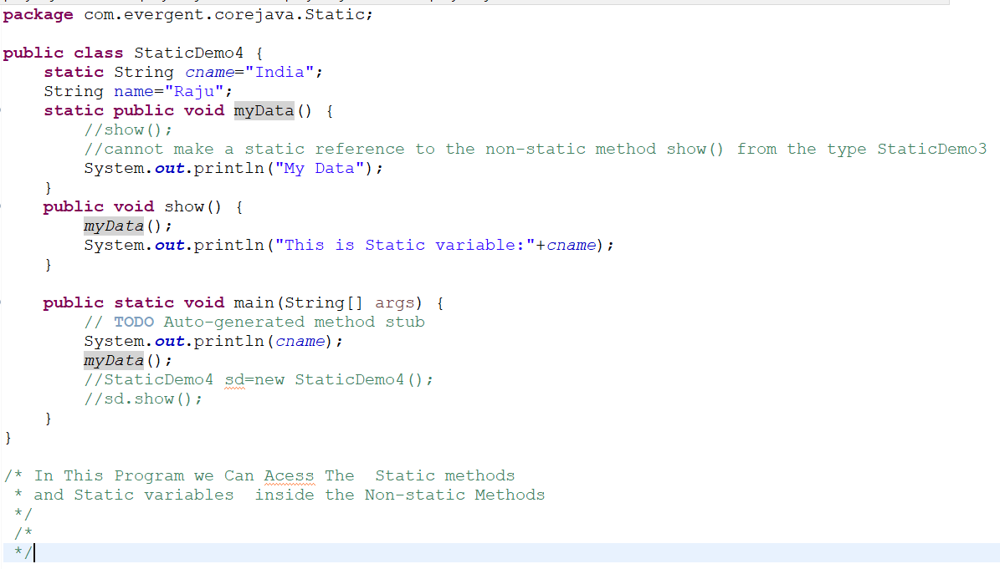 package com.evergent.corejava.Static;
public class StaticDemo4 {
static String cname="India";
String name="Raju";
static public void myData() {
//show();
//cannot make a static reference to the non-static method show() from the type StaticDemo3
System.out.println("My Data");
}
public void show() {
myData();
System.out.println("This is Static variable:"+cname);
}
public static void main(String[] args) {
// TODO Auto-generated method stub
System.out.println(cname);
myData();
//StaticDemo4 sd=new StaticDemo4();
//sd.show();
}
}
/* In This Program we Can Acess The  Static methods
* and Static variables  inside the Non-static Methods
*/
/*
*/